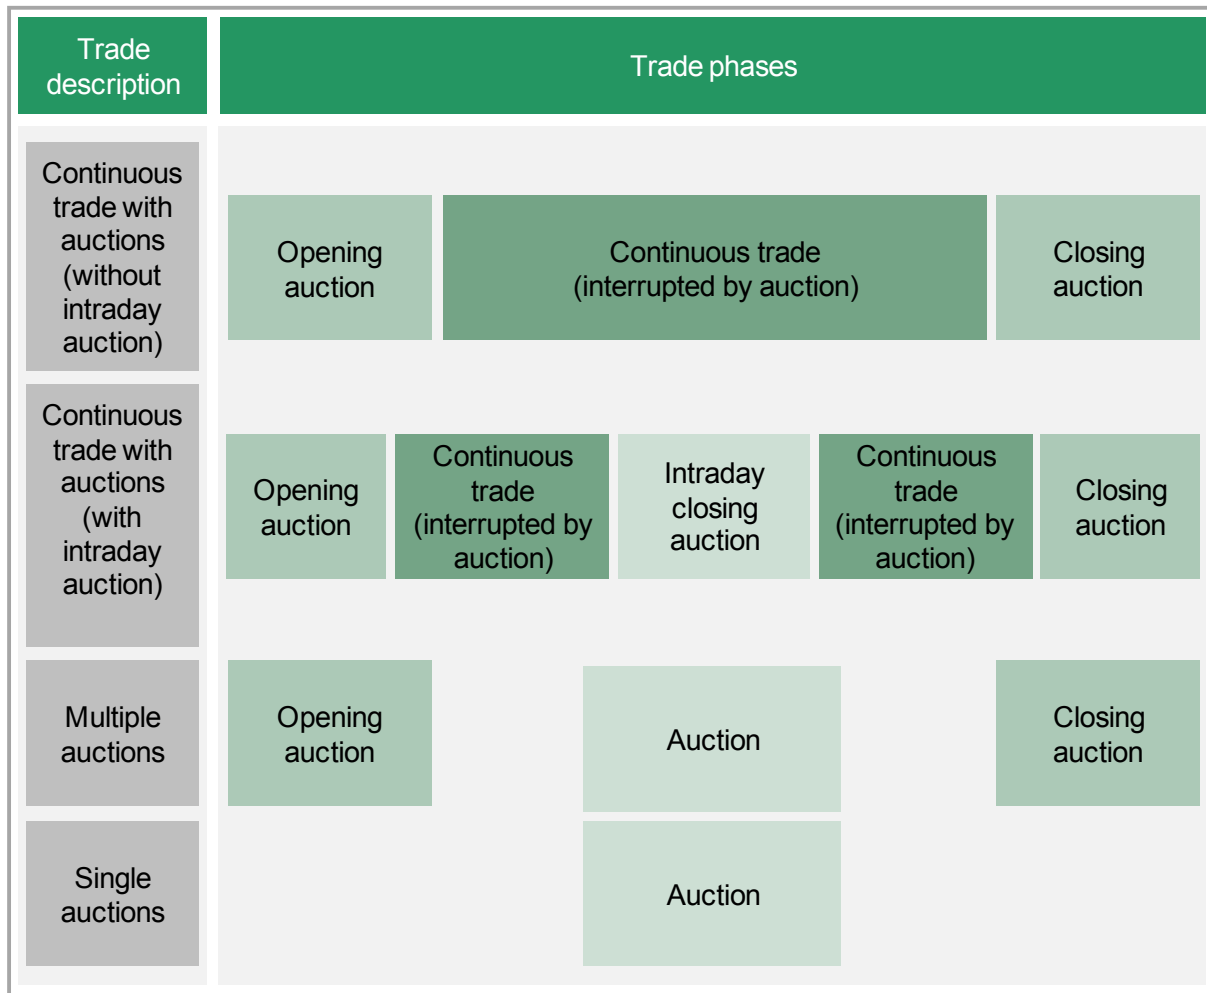 Trade
description
Trade phases
Continuous
trade with
auctions
(without
intraday
auction)
Opening
auction
Continuous trade
(interrupted by auction)
Closing
auction
Continuous
trade with
auctions
(with
intraday
auction)
Opening
auction
Continuous
trade
(interrupted by
auction)
Intraday
closing
auction
Continuous
trade
(interrupted by
auction)
Closing
auction
Multiple
auctions
Opening
auction
Auction
Closing
auction
Single
auctions
Auction